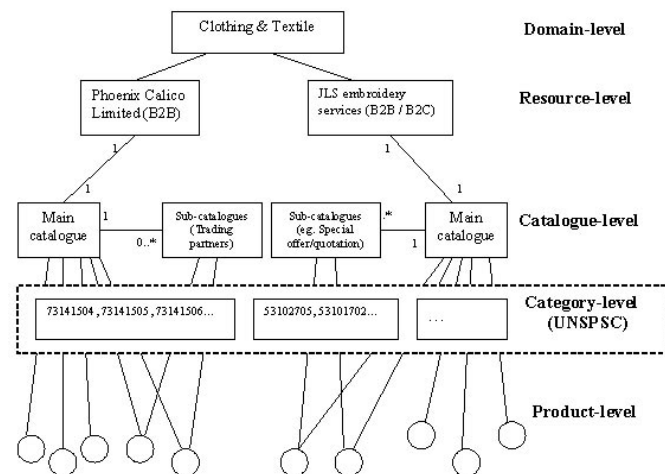 Clothing & Textile
Domain-level
Phoenix Calico
Limited (B2B)
JLS embroidery
services (B2B / B2C)
Resource-level
1
1
1
1
Main
catalogue
1
0..*
Sub-catalogues
(Trading
partners)
Sub-catalogues
(eg. Special
offer/quotation)
.*
1
Main
catalogue
Catalogue-level
73141504 ,73141505 ,73141506...
53102705, 53101702...
. . .
Category-level
(UNSPSC)
Product-level